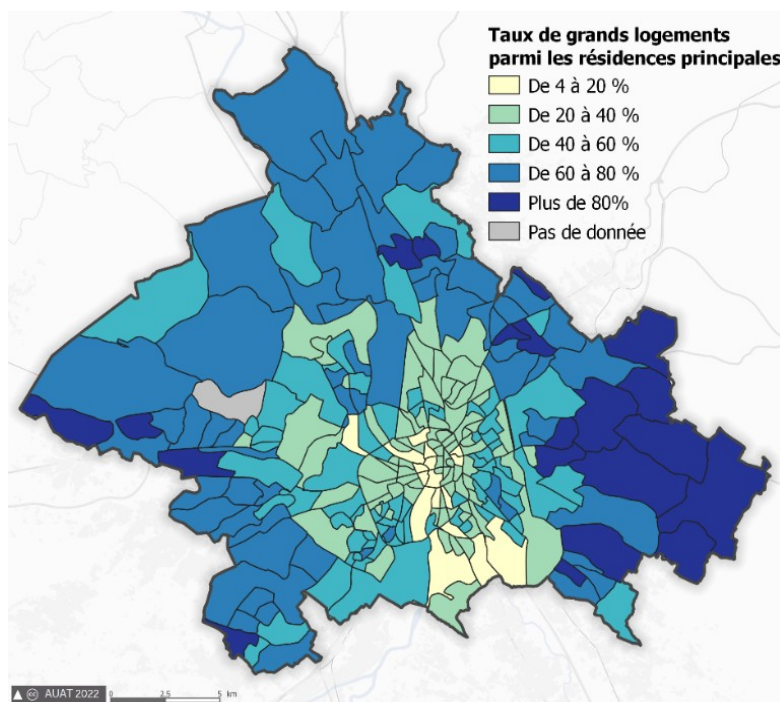 Taux de grands logements
parmi les résidences principales
De 4 à 20 %
De 20 à 40 %
De 40 à 60 %
De 60 à 80 %
Plus de 80%
Pas de donnée
AUAT 2022 0 2.5 5 km